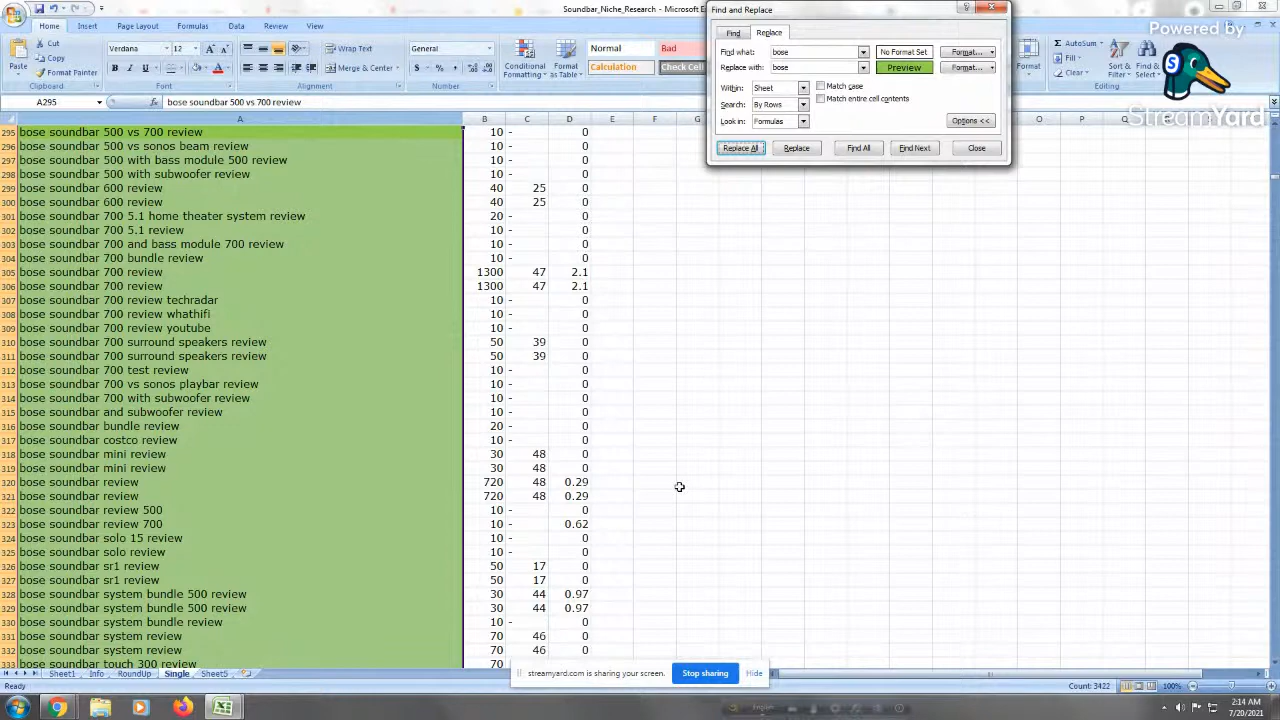 Soundbar_Niche_Research - Microsoft E
Home Insert Page Layout Formulas Data Review View
Cut
Copy
Format Painter
Paste
Clipboard
Verdana 12
Font
Wrap Text
Merge & Center
Alignment
General
Number
Conditional Formatting
Format as Table
Normal Bad
Calculation Check Cell
AutoSum
Fill
Clear
Sort & Filter
Find & Select
Editing
Find and Replace
Find Replace
Find what: bose No Format Set Format...
Replace with: bose Preview Format...
Within: Sheet Match case
Search: By Rows Match entire cell contents
Look in: Formulas Options <<
Replace All Replace Find All Find Next Close
Powered by
StreamYard
A295 bose soundbar 500 vs 700 review
A B C D E F G O P Q R S
295 bose soundbar 500 vs 700 review 10 - 0
296 bose soundbar 500 vs sonos beam review 10 - 0
297 bose soundbar 500 with bass module 500 review 10 - 0
298 bose soundbar 500 with subwoofer review 10 - 0
299 bose soundbar 600 review 40 25 0
300 bose soundbar 600 review 40 25 0
301 bose soundbar 700 5.1 home theater system review 20 - 0
302 bose soundbar 700 5.1 review 10 - 0
303 bose soundbar 700 and bass module 700 review 10 - 0
304 bose soundbar 700 bundle review 10 - 0
305 bose soundbar 700 review 1300 47 2.1
306 bose soundbar 700 review 1300 47 2.1
307 bose soundbar 700 review techradar 10 - 0
308 bose soundbar 700 review whathifi 10 - 0
309 bose soundbar 700 review youtube 10 - 0
310 bose soundbar 700 surround speakers review 50 39 0
311 bose soundbar 700 surround speakers review 50 39 0
312 bose soundbar 700 test review 10 - 0
313 bose soundbar 700 vs sonos playbar review 10 - 0
314 bose soundbar 700 with subwoofer review 10 - 0
315 bose soundbar and subwoofer review 10 - 0
316 bose soundbar bundle review 20 - 0
317 bose soundbar costco review 10 - 0
318 bose soundbar mini review 30 48 0
319 bose soundbar mini review 30 48 0
320 bose soundbar review 720 48 0.29
321 bose soundbar review 720 48 0.29
322 bose soundbar review 500 10 - 0
323 bose soundbar review 700 10 - 0.62
324 bose soundbar solo 15 review 10 - 0
325 bose soundbar solo review 10 - 0
326 bose soundbar sr1 review 50 17 0
327 bose soundbar sr1 review 50 17 0
328 bose soundbar system bundle 500 review 30 44 0.97
329 bose soundbar system bundle 500 review 30 44 0.97
330 bose soundbar system bundle review 10 - 0
331 bose soundbar system review 70 46 0
332 bose soundbar system review 70 46 0
333 bose soundbar touch 300 review 70
Sheet1 Info RoundUp Single Sheet5
streamyard.com is sharing your screen. Stop sharing Hide
Ready Count: 3422 100%
English
2:14 AM
7/20/2021